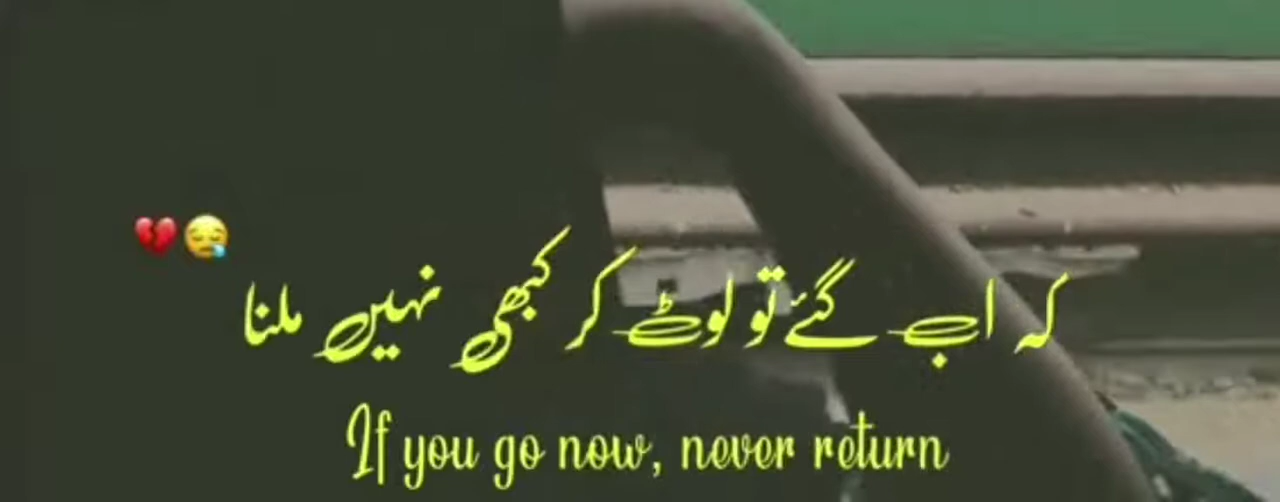 کہ اب گئے تو لوٹ کر کبھی نہیں ملنا 😪💔
If you go now, never return